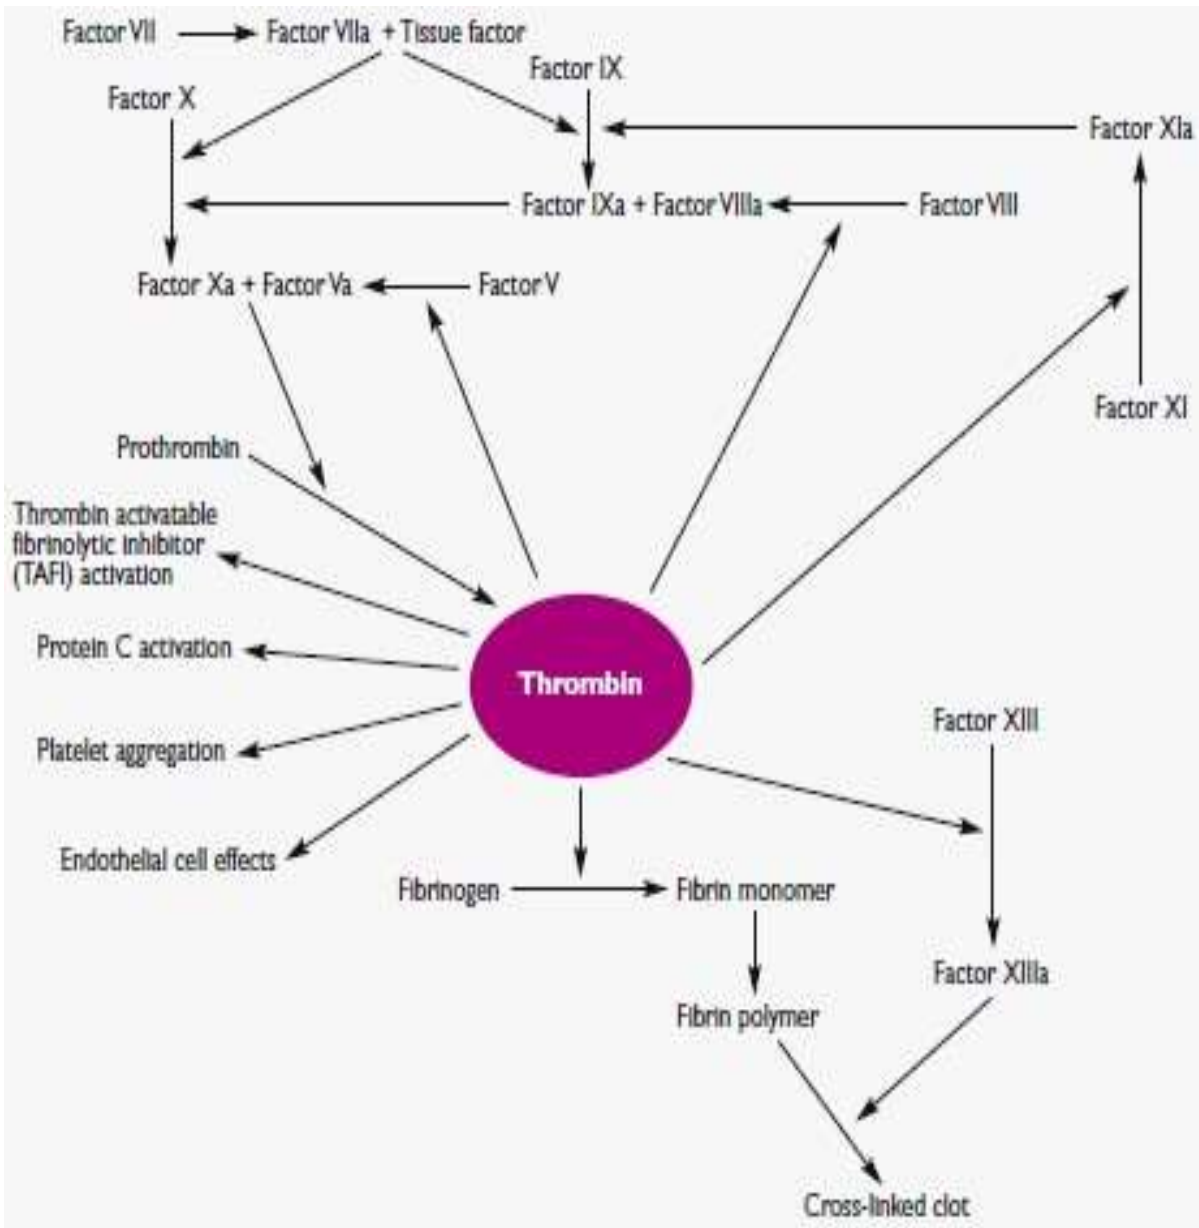 Factor VII
Factor VIIa + Tissue factor
Factor IX
Factor X
Factor XIa
Factor IXa + Factor VIIIa
Factor VIII
Factor Xa + Factor Va
Factor V
Factor XI
Prothrombin
Thrombin activatable
fibrinolytic inhibitor
(TAFI) activation
Protein C activation
Thrombin
Factor XIII
Platelet aggregation
Endothelial cell effects
Fibrinogen
Fibrin monomer
Factor XIIIa
Fibrin polymer
Cross-linked clot